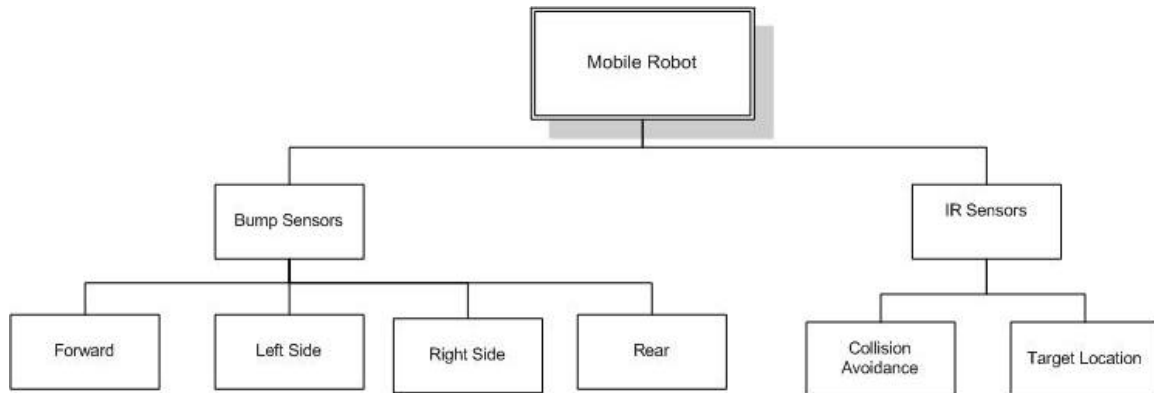 Mobile Robot
Bump Sensors
IR Sensors
Forward
Left Side
Right Side
Rear
Collision
Avoidance
Target Location